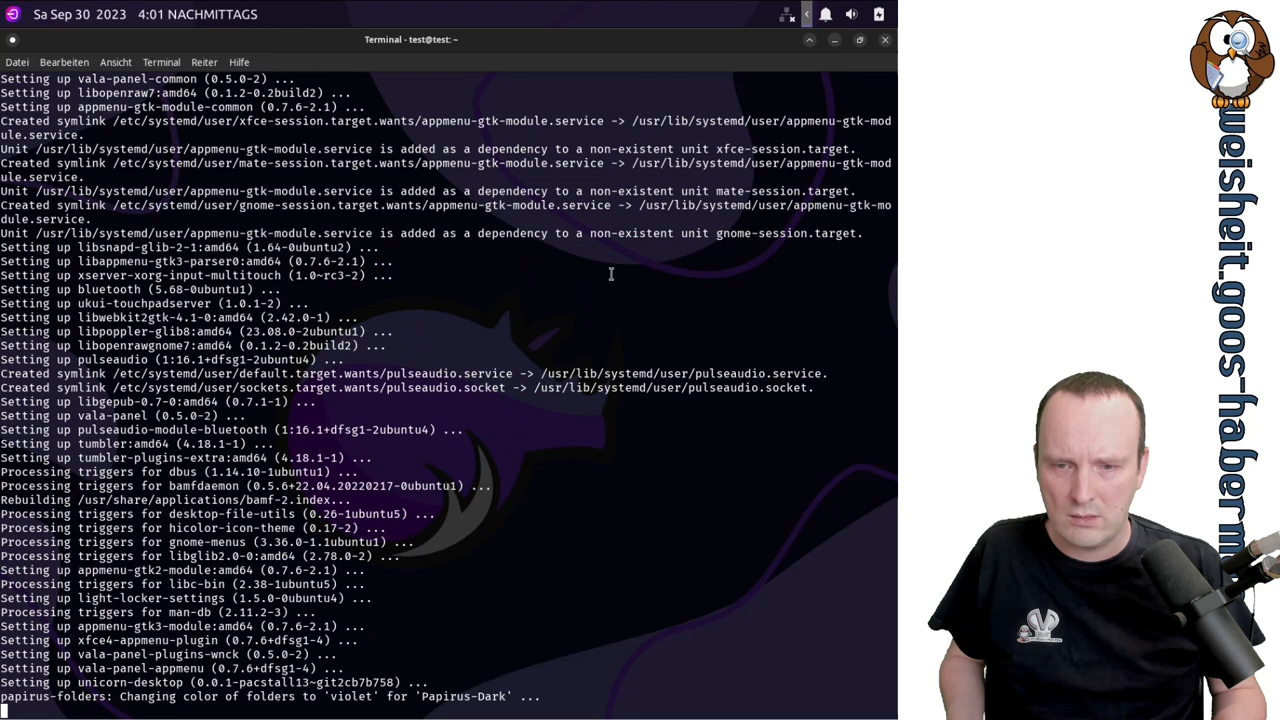 Sa Sep 30 2023 4:01 NACHMITTAGS
Terminal - test@test: ~
Datei Bearbeiten Ansicht Terminal Reiter Hilfe
Setting up vala-panel-common (0.5.0-2) ...
Setting up libopenraw7:amd64 (0.1.2-0.2build2) ...
Setting up appmenu-gtk-module-common (0.7.6-2.1) ...
Created symlink /etc/systemd/user/xfce-session.target.wants/appmenu-gtk-module.service -> /usr/lib/systemd/user/appmenu-gtk-mod
ule.service.
Unit /usr/lib/systemd/user/appmenu-gtk-module.service is added as a dependency to a non-existent unit xfce-session.target.
Created symlink /etc/systemd/user/mate-session.target.wants/appmenu-gtk-module.service -> /usr/lib/systemd/user/appmenu-gtk-mod
ule.service.
Unit /usr/lib/systemd/user/appmenu-gtk-module.service is added as a dependency to a non-existent unit mate-session.target.
Created symlink /etc/systemd/user/gnome-session.target.wants/appmenu-gtk-module.service -> /usr/lib/systemd/user/appmenu-gtk-mo
dule.service.
Unit /usr/lib/systemd/user/appmenu-gtk-module.service is added as a dependency to a non-existent unit gnome-session.target.
Setting up libsnapd-glib-2-1:amd64 (1.64-0ubuntu2) ...
Setting up libappmenu-gtk3-parser0:amd64 (0.7.6-2.1) ...
Setting up xserver-xorg-input-multitouch (1.0~rc3-2) ...
Setting up bluetooth (5.68-0ubuntu1) ...
Setting up ukui-touchpadserver (1.0.1-2) ...
Setting up libwebkit2gtk-4.1-0:amd64 (2.42.0-1) ...
Setting up libpoppler-glib8:amd64 (23.08.0-2ubuntu1) ...
Setting up libopenrawgnome7:amd64 (0.1.2-0.2build2) ...
Setting up pulseaudio (1:16.1+dfsg1-2ubuntu4) ...
Created symlink /etc/systemd/user/default.target.wants/pulseaudio.service -> /usr/lib/systemd/user/pulseaudio.service.
Created symlink /etc/systemd/user/sockets.target.wants/pulseaudio.socket -> /usr/lib/systemd/user/pulseaudio.socket.
Setting up libgepub-0.7-0:amd64 (0.7.1-1) ...
Setting up vala-panel (0.5.0-2) ...
Setting up pulseaudio-module-bluetooth (1:16.1+dfsg1-2ubuntu4) ...
Setting up tumbler:amd64 (4.18.1-1) ...
Setting up tumbler-plugins-extra:amd64 (4.18.1-1) ...
Processing triggers for dbus (1.14.10-1ubuntu1) ...
Processing triggers for bamfdaemon (0.5.6+22.04.20220217-0ubuntu1) ...
Rebuilding /usr/share/applications/bamf-2.index...
Processing triggers for desktop-file-utils (0.26-1ubuntu5) ...
Processing triggers for hicolor-icon-theme (0.17-2) ...
Processing triggers for gnome-menus (3.36.0-1.1ubuntu1) ...
Processing triggers for libglib2.0-0:amd64 (2.78.0-2) ...
Setting up appmenu-gtk2-module:amd64 (0.7.6-2.1) ...
Processing triggers for libc-bin (2.38-1ubuntu5) ...
Setting up light-locker-settings (1.5.0-0ubuntu4) ...
Processing triggers for man-db (2.11.2-3) ...
Setting up appmenu-gtk3-module:amd64 (0.7.6-2.1) ...
Setting up xfce4-appmenu-plugin (0.7.6+dfsg1-4) ...
Setting up vala-panel-plugins-wnck (0.5.0-2) ...
Setting up vala-panel-appmenu (0.7.6+dfsg1-4) ...
Setting up unicorn-desktop (0.0.1-pacstall13~git2cb7b758) ...
papirus-folders: Changing color of folders to 'violet' for 'Papirus-Dark' ...